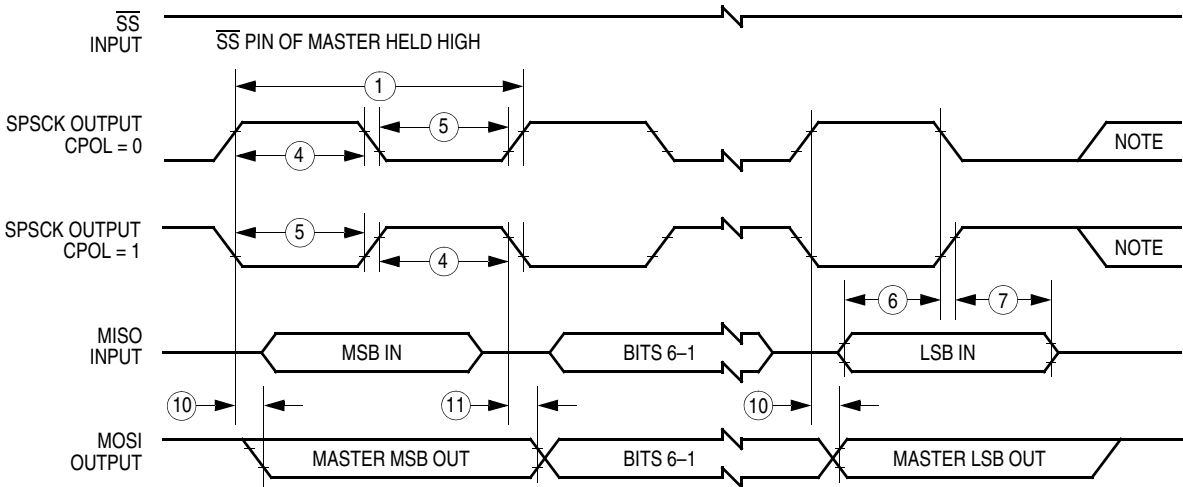 SS
INPUT
SS PIN OF MASTER HELD HIGH
1
SPSCK OUTPUT
CPOL = 0
5
4
NOTE
SPSCK OUTPUT
CPOL = 1
5
4
NOTE
6
7
MISO
INPUT
MSB IN
BITS 6–1
LSB IN
10
11
10
MOSI
OUTPUT
MASTER MSB OUT
BITS 6–1
MASTER LSB OUT